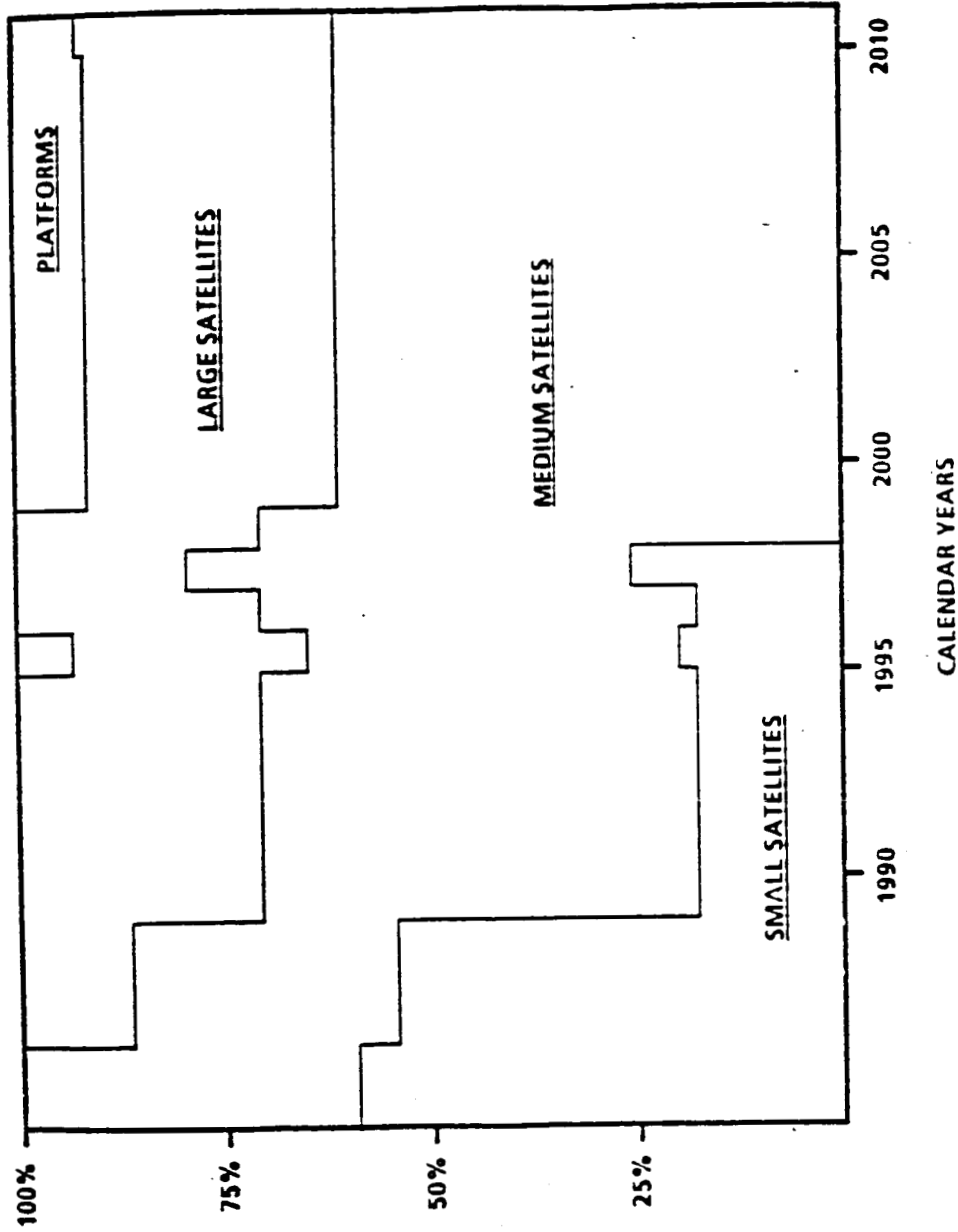 100%
75%
50%
25%
PLATFORMS
LARGE SATELLITES
MEDIUM SATELLITES
SMALL SATELLITES
1990
1995
2000
2005
2010
CALENDAR YEARS